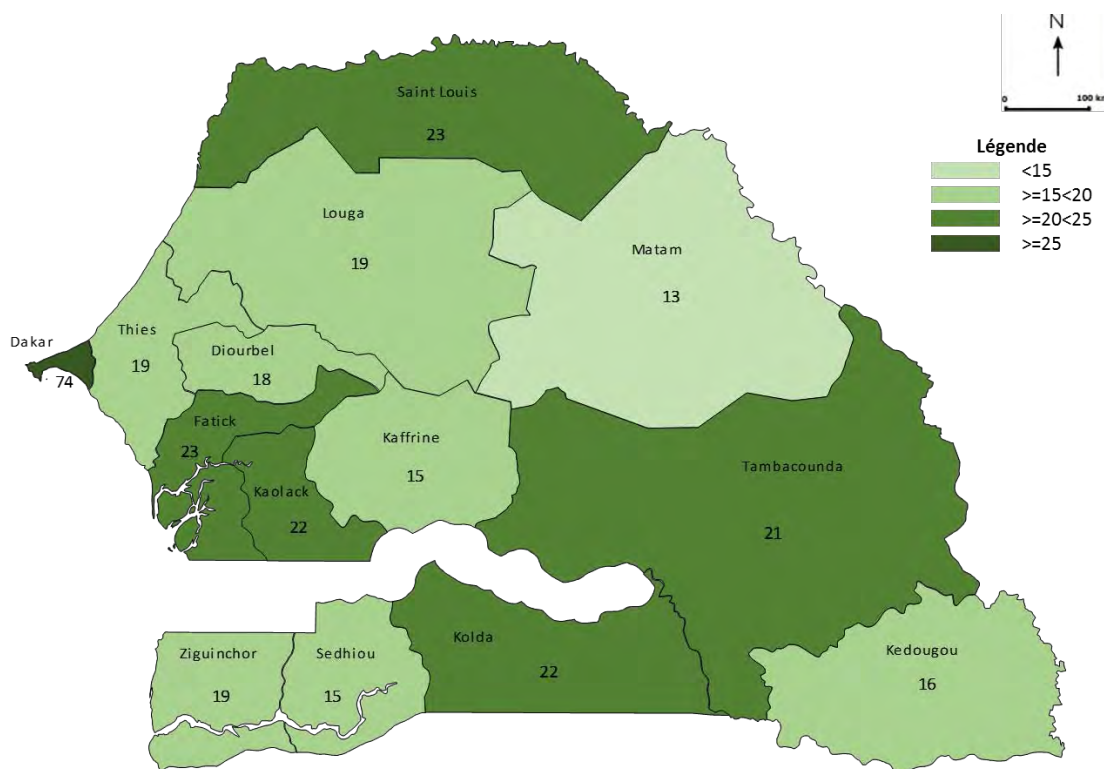 N
0 100 km
Légende
<15
>=15<20
>=20<25
>=25
Saint Louis
23
Louga
19
Matam
13
Thies
19
Dakar
74
Diourbel
18
Fatick
23
Kaolack
22
Kaffrine
15
Tambacounda
21
Ziguinchor
19
Sedhiou
15
Kolda
22
Kedougou
16